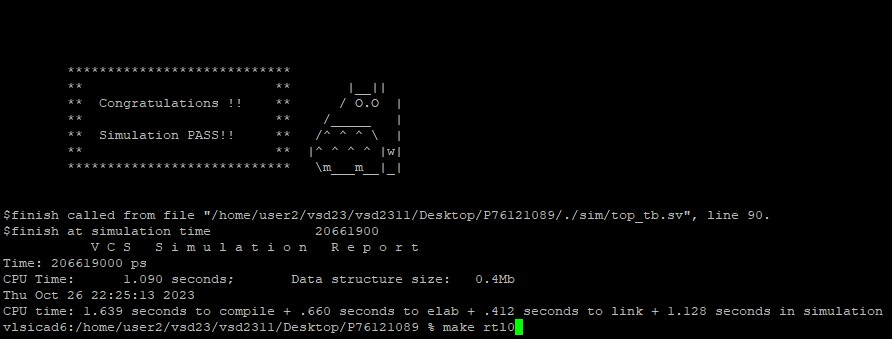 ****************************
**                        **       |__||
**  Congratulations !!    **      / O.O  |
**                        **    /_____   |
**  Simulation PASS!!     **   /^ ^ ^ \  |
**                        **  |^ ^ ^ ^ |w|
****************************   \m___m__|_|
$finish called from file "/home/user2/vsd23/vsd2311/Desktop/P76121089/./sim/top_tb.sv", line 90.
$finish at simulation time             20661900
           V C S   S i m u l a t i o n   R e p o r t
Time: 206619000 ps
CPU Time:      1.090 seconds;       Data structure size:   0.4Mb
Thu Oct 26 22:25:13 2023
CPU time: 1.639 seconds to compile + .660 seconds to elab + .412 seconds to link + 1.128 seconds in simulation
vlsicad6:/home/user2/vsd23/vsd2311/Desktop/P76121089 % make rtl0